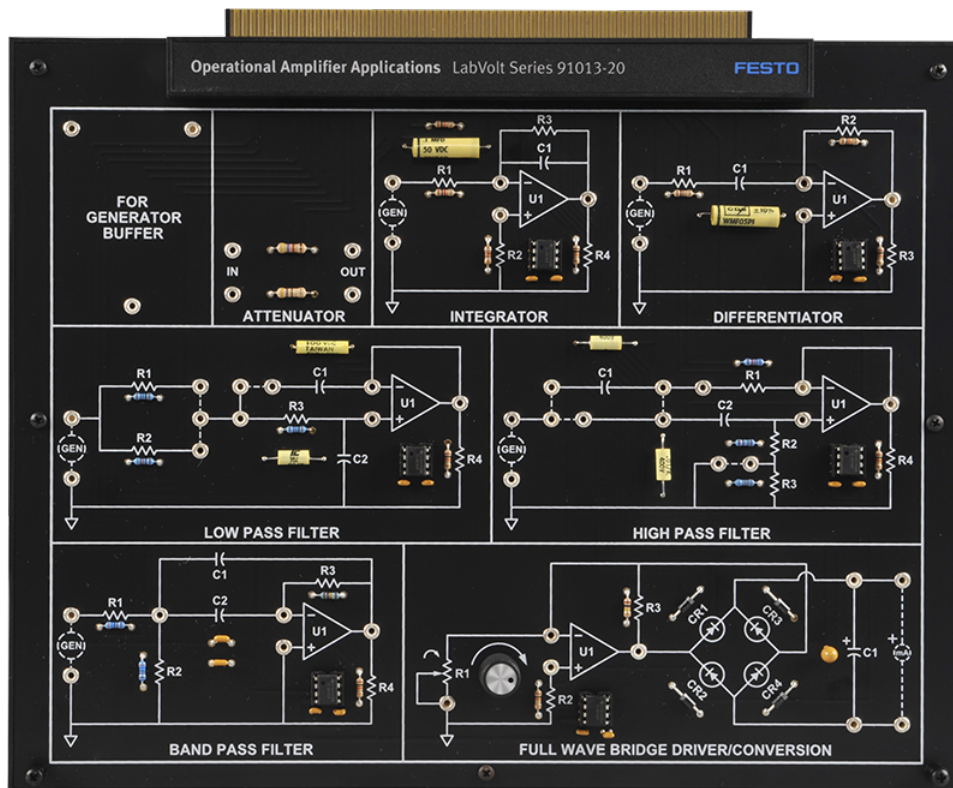 Operational Amplifier Applications LabVolt Series 91013-20
FESTO
FOR
GENERATOR
BUFFER
IN
OUT
ATTENUATOR
R3
C1
50 VDC
R1
GEN
U1
R2
R4
INTEGRATOR
R2
R1
C1
GEN
±10%
WMF05P1
U1
R3
DIFFERENTIATOR
TAIWAN
R1
C1
R3
R2
GEN
C2
U1
R4
LOW PASS FILTER
C1
R1
C2
GEN
R2
R3
U1
R4
HIGH PASS FILTER
C1
R3
R1
C2
GEN
R2
U1
R4
BAND PASS FILTER
R1
R2
U1
R3
CR1
CR3
CR2
CR4
+
C1
+
mA
FULL WAVE BRIDGE DRIVER/CONVERSION